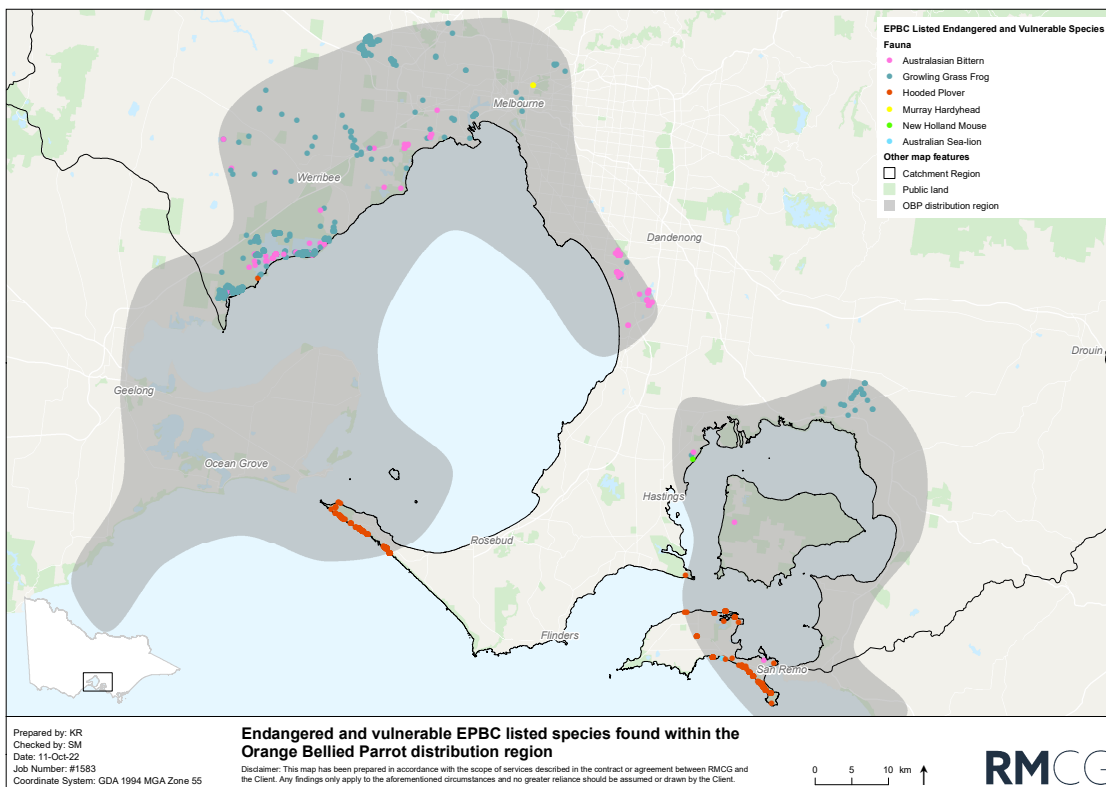 EPBC Listed Endangered and Vulnerable Species
Fauna
Australasian Bittern
Growling Grass Frog
Hooded Plover
Murray Hardyhead
New Holland Mouse
Australian Sea-lion
Other map features
Catchment Region
Public land
OBP distribution region
Melbourne
Werribee
Dandenong
Drouin
Geelong
Ocean Grove
Hastings
Rosebud
Flinders
San Remo
Prepared by: KR
Checked by: SM
Date: 11-Oct-22
Job Number: #1583
Coordinate System: GDA 1994 MGA Zone 55
Endangered and vulnerable EPBC listed species found within the
Orange Bellied Parrot distribution region
Disclaimer: This map has been prepared in accordance with the scope of services described in the contract or agreement between RMCG and
the Client. Any findings only apply to the aforementioned circumstances and no greater reliance should be assumed or drawn by the Client.
0 5 10 km
RMCG